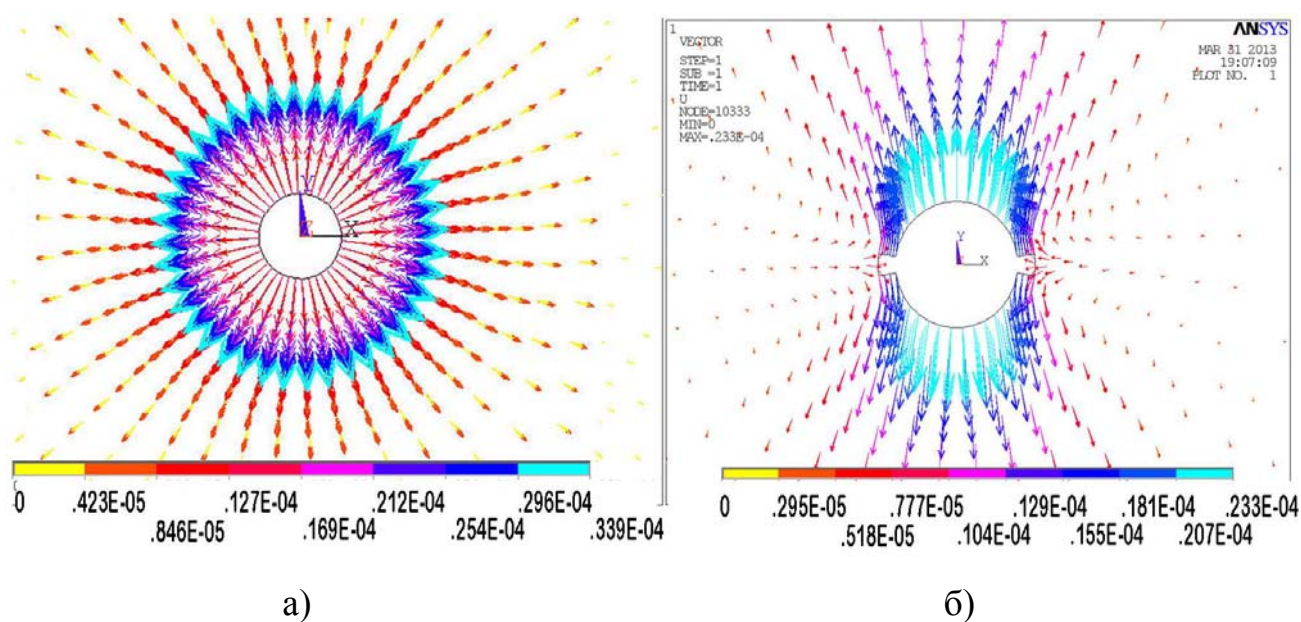 Y
X
1
VECTOR
STEP=1
SUB =1
TIME=1
U
NODE=10333
MIN=0
MAX=.233E-04
ANSYS
MAR 31 2013
19:07:09
PLOT NO. 1
Y
X
0 .423E-05 .127E-04 .212E-04 .296E-04
.846E-05 .169E-04 .254E-04 .339E-04
0 .295E-05 .777E-05 .129E-04 .181E-04 .233E-04
.518E-05 .104E-04 .155E-04 .207E-04
а)
б)